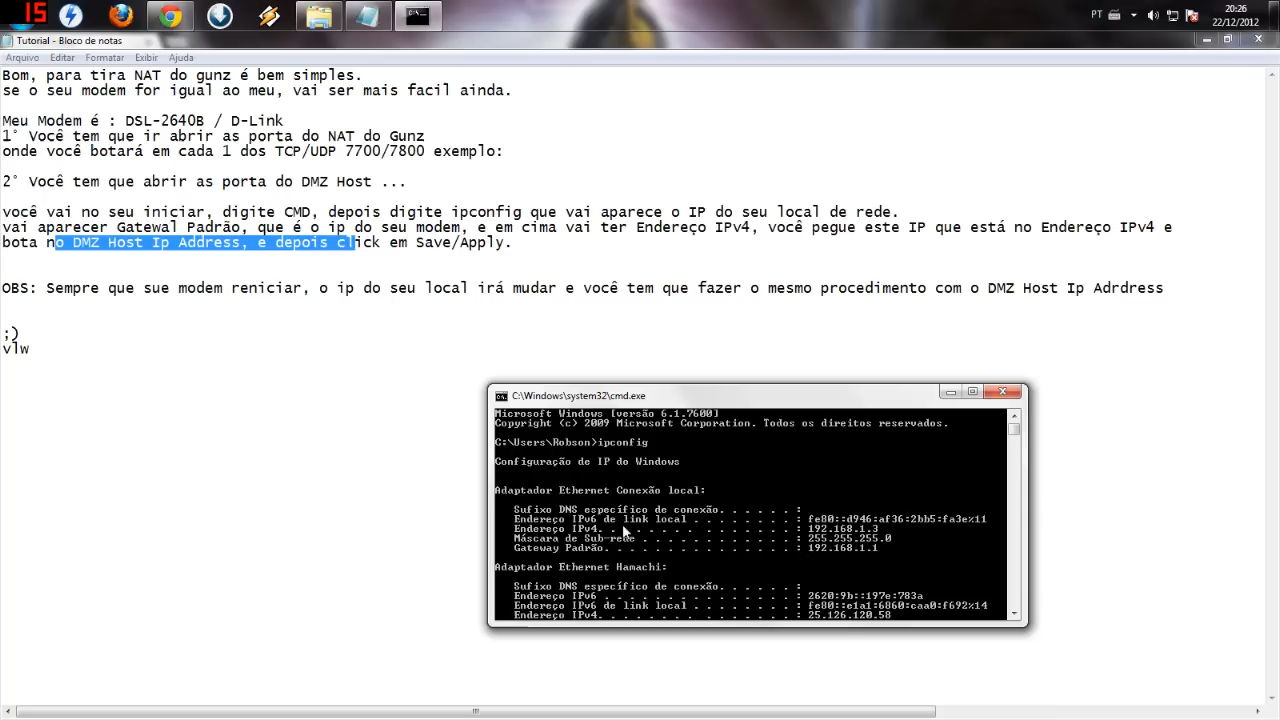 15
PT
20:26
22/12/2012
Tutorial - Bloco de notas
Arquivo Editar Formatar Exibir Ajuda
Bom, para tira NAT do gunz é bem simples.
se o seu modem for igual ao meu, vai ser mais facil ainda.
Meu Modem é : DSL-2640B / D-Link
1° Você tem que ir abrir as porta do NAT do Gunz
onde você botará em cada 1 dos TCP/UDP 7700/7800 exemplo:
2° Você tem que abrir as porta do DMZ Host ...
você vai no seu iniciar, digite CMD, depois digite ipconfig que vai aparece o IP do seu local de rede.
vai aparecer Gatewal Padrão, que é o ip do seu modem, e em cima vai ter Endereço IPv4, você pegue este IP que está no Endereço IPv4 e
bota no DMZ Host Ip Address, e depois click em Save/Apply.
OBS: Sempre que sue modem reniciar, o ip do seu local irá mudar e você tem que fazer o mesmo procedimento com o DMZ Host Ip Adrdress
;)
vlw
C:\Windows\system32\cmd.exe
Microsoft Windows [versão 6.1.7600]
Copyright (c) 2009 Microsoft Corporation. Todos os direitos reservados.
C:\Users\Robson>ipconfig
Configuração de IP do Windows
Adaptador Ethernet Conexão local:
Sufixo DNS específico de conexão. . . . . . :
Endereço IPv6 de link local . . . . . . . . : fe80::d946:af36:2bb5:fa3e%11
Endereço IPv4. . . . . . . . . . . . . . . : 192.168.1.3
Máscara de Sub-rede . . . . . . . . . . . . : 255.255.255.0
Gateway Padrão. . . . . . . . . . . . . . . : 192.168.1.1
Adaptador Ethernet Hamachi:
Sufixo DNS específico de conexão. . . . . . :
Endereço IPv6 . . . . . . . . . . . . . . . : 2620:9b::197e:783a
Endereço IPv6 de link local . . . . . . . . : fe80::e1a1:6860:caa0:f692%14
Endereço IPv4. . . . . . . . . . . . . . . : 25.126.120.58